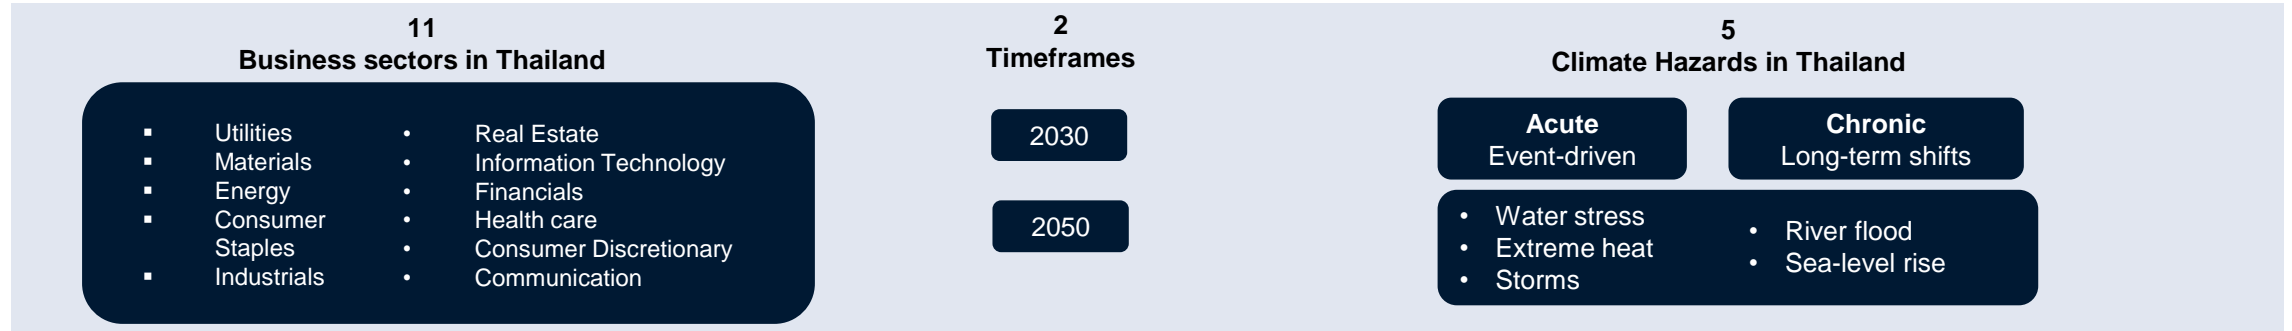 11
Business sectors in Thailand
▪ Utilities
▪ Materials
▪ Energy
▪ Consumer
Staples
▪ Industrials
• Real Estate
• Information Technology
• Financials
• Health care
• Consumer Discretionary
• Communication
2
Timeframes
2030
2050
5
Climate Hazards in Thailand
Acute
Event-driven
Chronic
Long-term shifts
• Water stress
• Extreme heat
• Storms
• River flood
• Sea-level rise